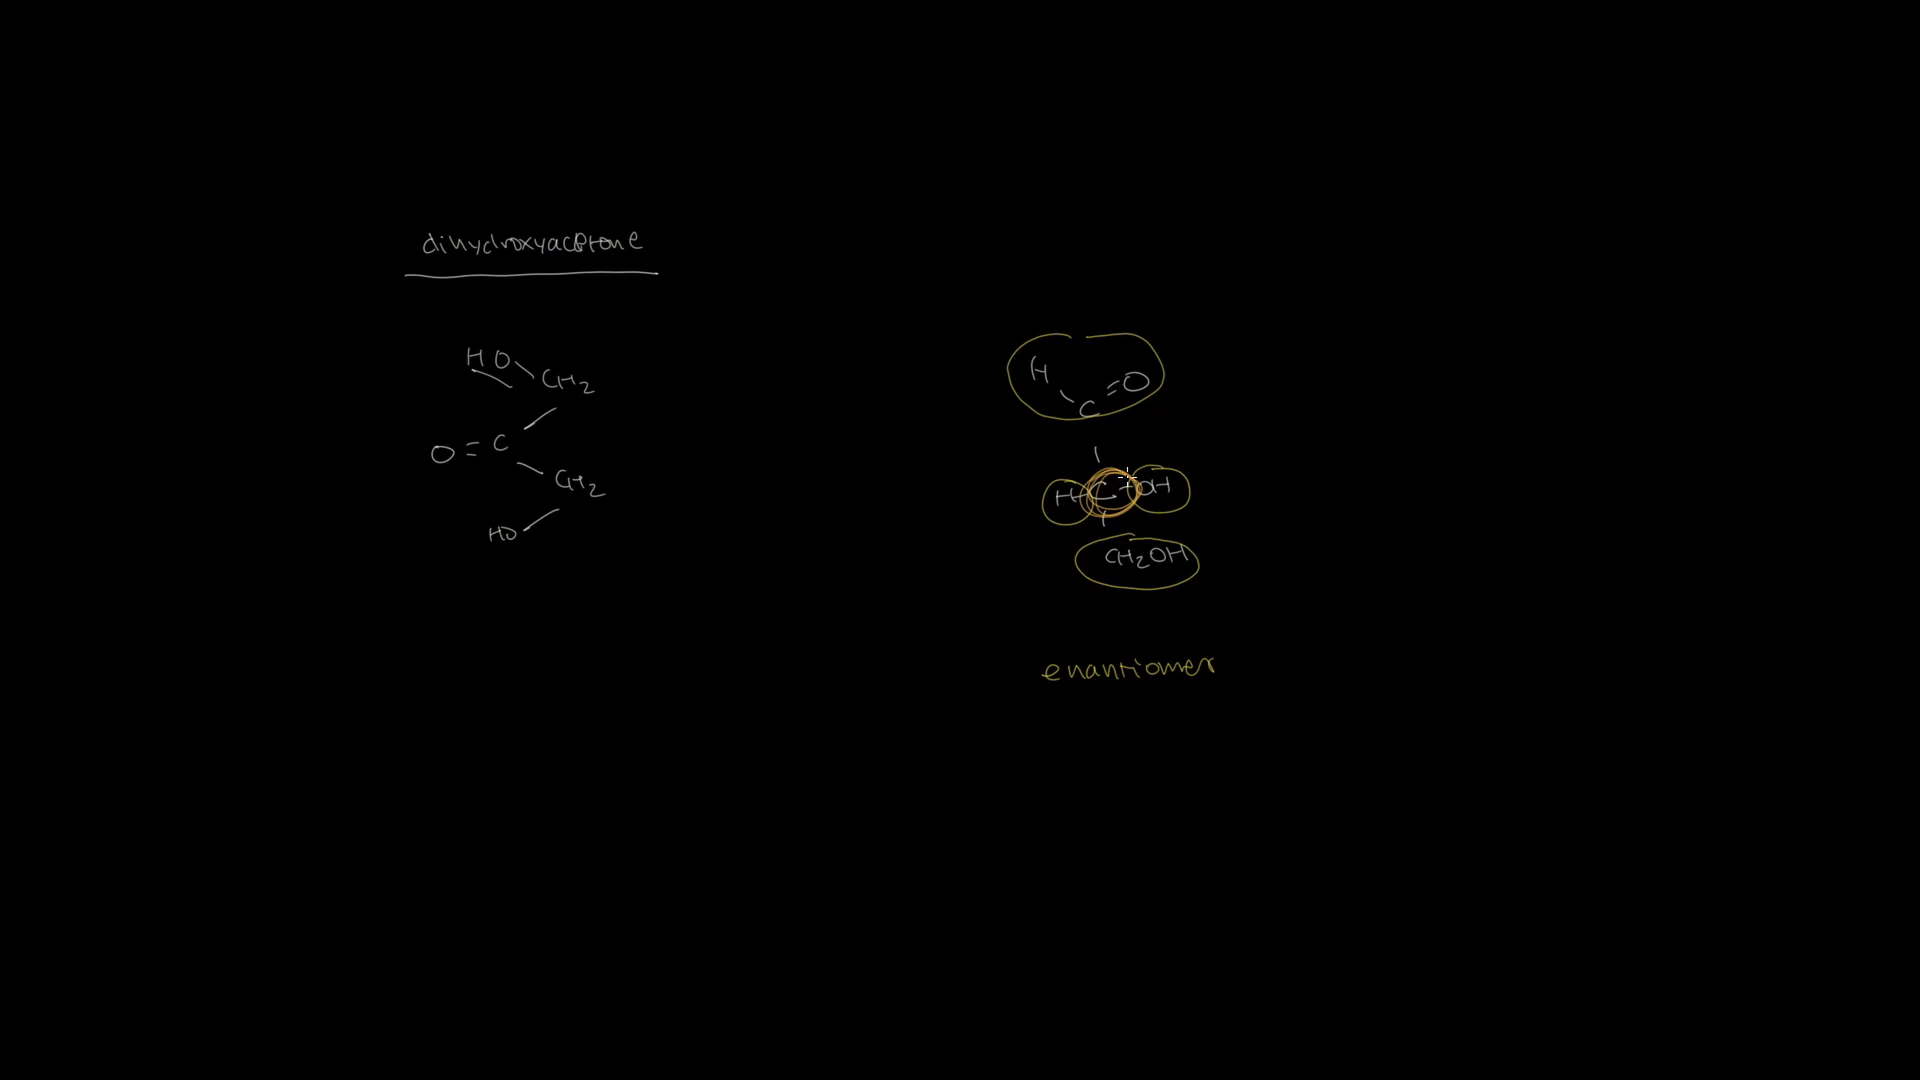 dihydroxyacetone
HO
CH2
O = C
CH2
HO
H
C = O
H - C - OH
CH2OH
enantiomer